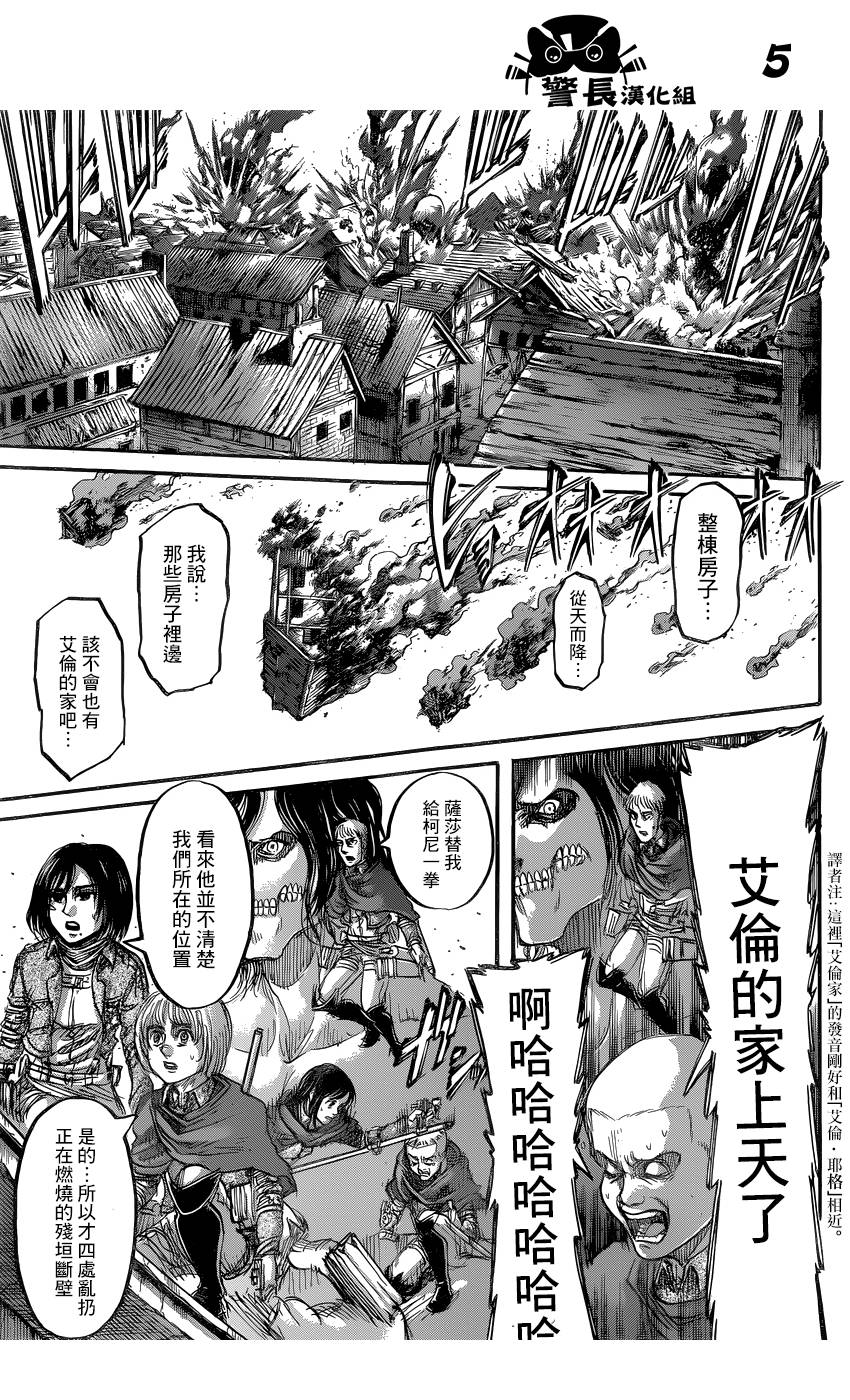 警長漢化組
5
整棟房子…
從天而降…
我說…
那些房子裡邊
該不會也有
艾倫的家吧…
譯者注：這裡「艾倫家」的發音剛好和「艾倫·耶格」相近。
艾倫的家上天了
啊哈哈哈哈哈哈哈
薩莎替我
給柯尼一拳
看來他並不清楚
我們所在的位置
是的…所以才四處亂扔
正在燃燒的殘垣斷壁